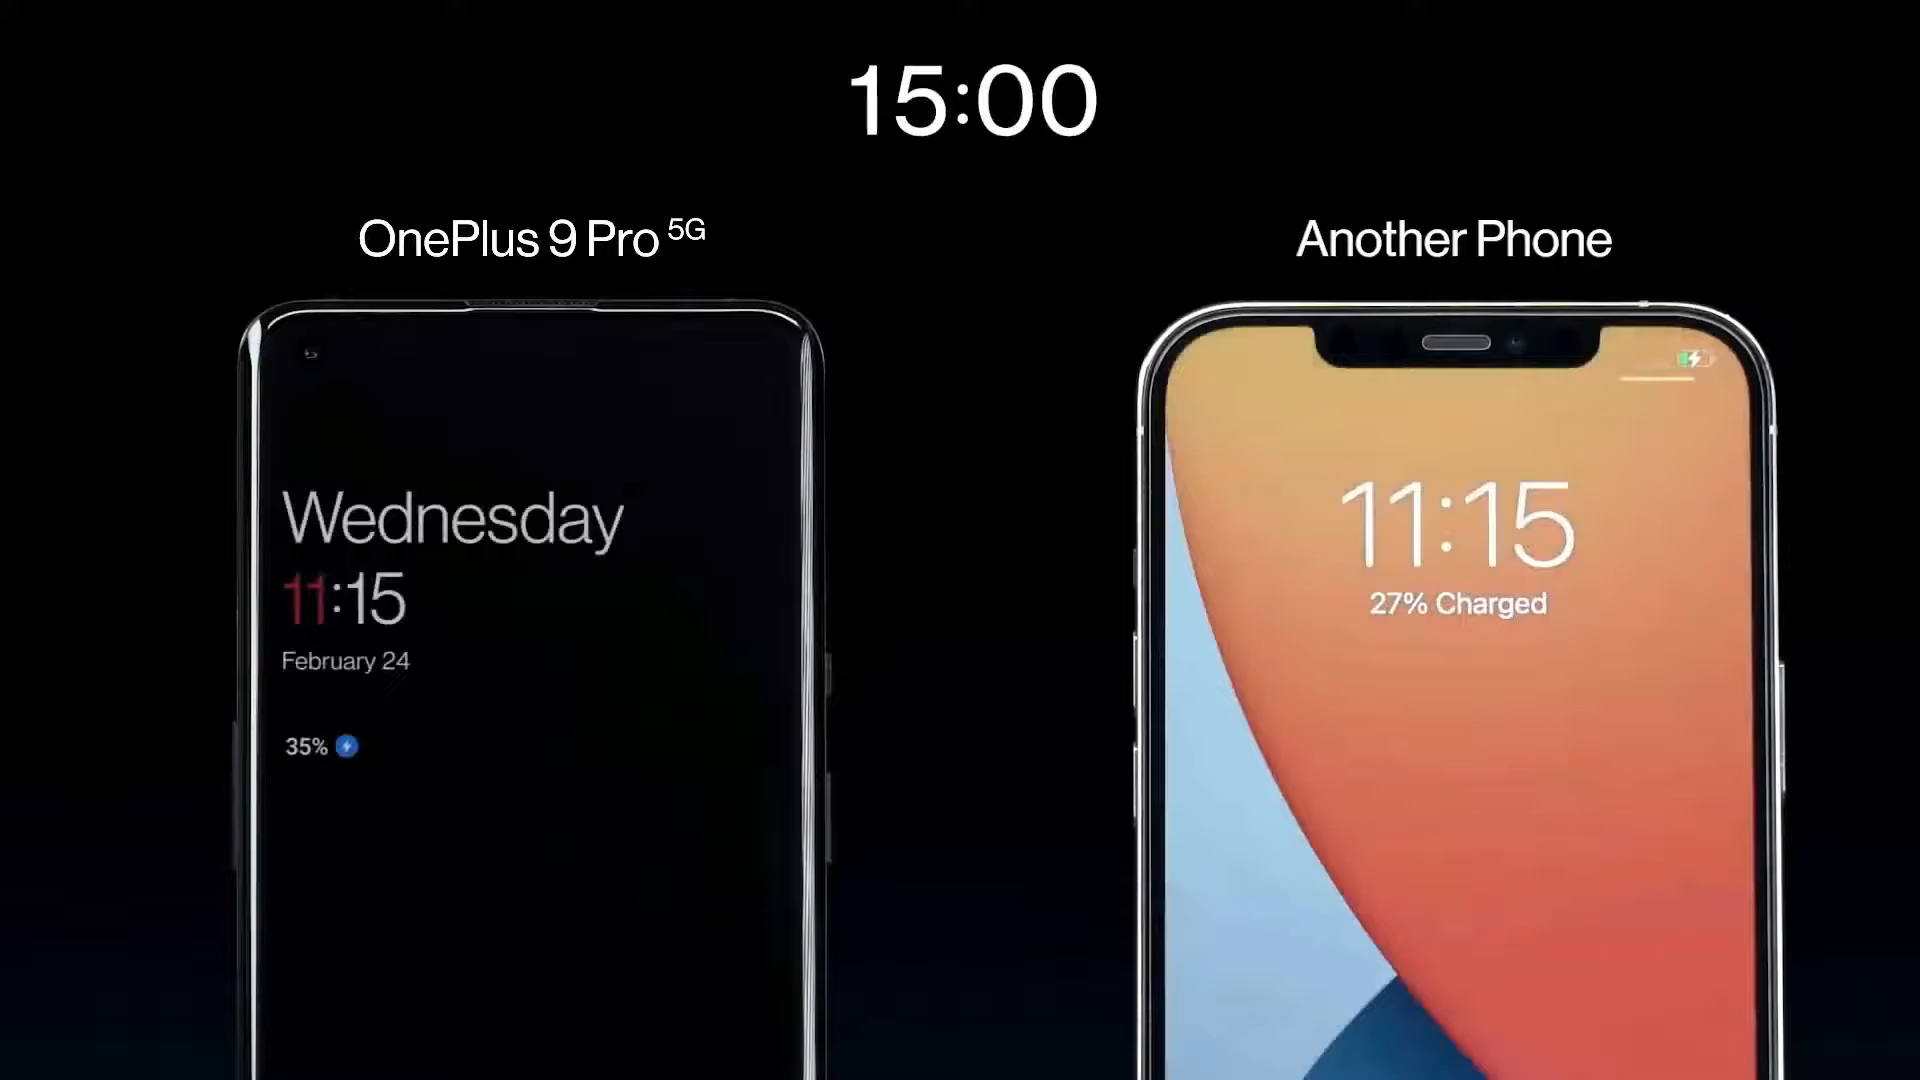 15:00
OnePlus 9 Pro 5G
Another Phone
Wednesday
11:15
February 24
35%
11:15
27% Charged